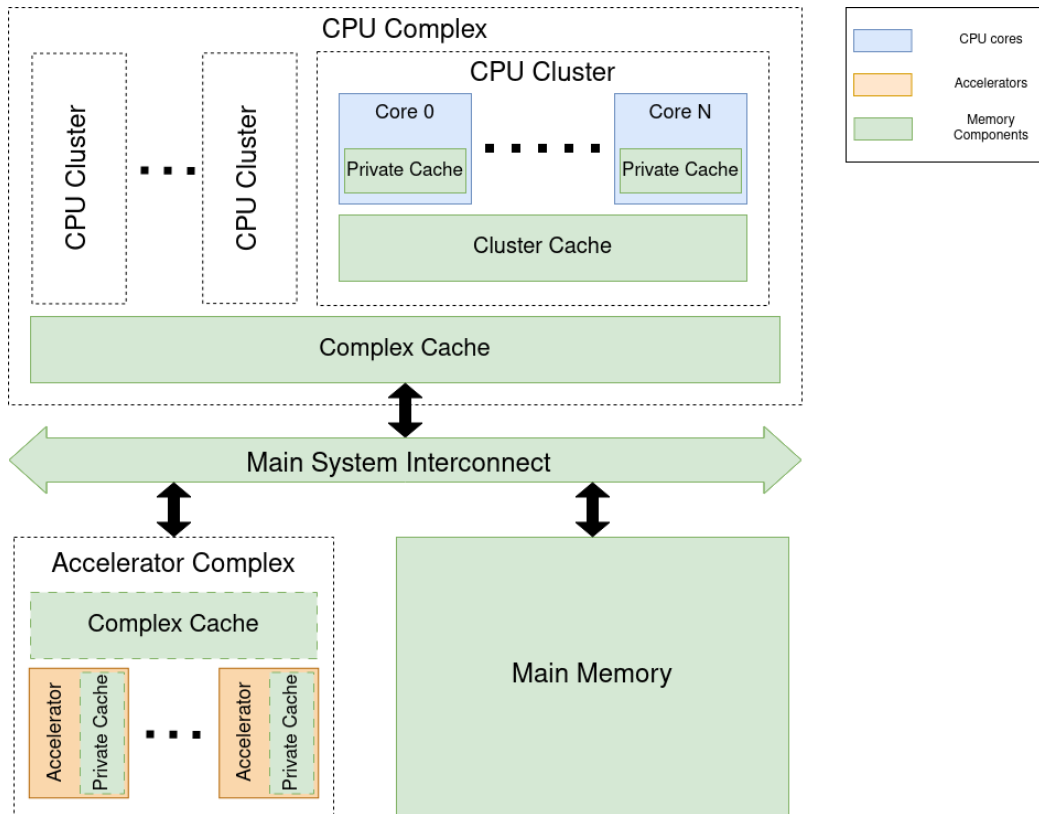 CPU Complex
CPU Cluster
CPU Cluster
CPU Cluster
Core 0
Core N
Private Cache
Private Cache
Cluster Cache
Complex Cache
CPU cores
Accelerators
Memory
Components
Main System Interconnect
Accelerator Complex
Complex Cache
Accelerator
Private Cache
Accelerator
Private Cache
Main Memory